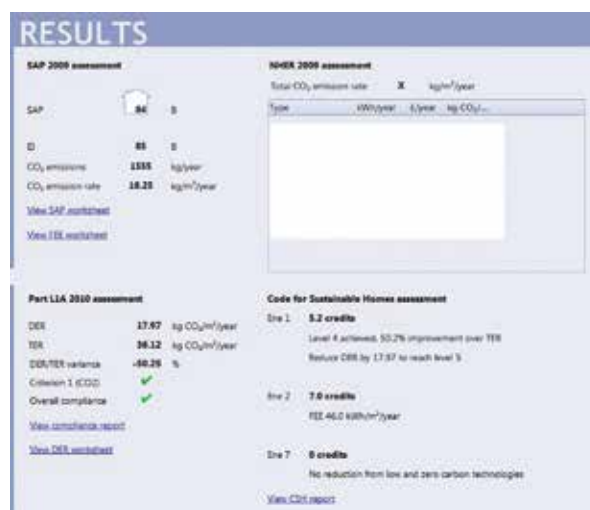 RESULTS
SAP 2009 assessment
SAP 84 B
EI 85 B
CO₂ emissions 1555 kg/year
CO₂ emission rate 18.25 kg/m²/year
View SAP worksheet
View FEE worksheet
NHER 2009 assessment
Total CO₂ emission rate X kg/m²/year
Type kWh/year £/year kg CO₂/...
Part L1A 2010 assessment
DER 17.97 kg CO₂/m²/year
TER 36.12 kg CO₂/m²/year
DER/TER variance -50.25 %
Criterion 1 (CO2) ✔
Overall compliance ✔
View compliance report
View DER worksheet
Code for Sustainable Homes assessment
Ene 1 5.2 credits
Level 4 achieved, 50.2% improvement over TER
Reduce DER by 17.97 to reach level 5
Ene 2 7.0 credits
FEE 46.0 kWh/m²/year
Ene 7 0 credits
No reduction from low and zero carbon technologies
View CSH report